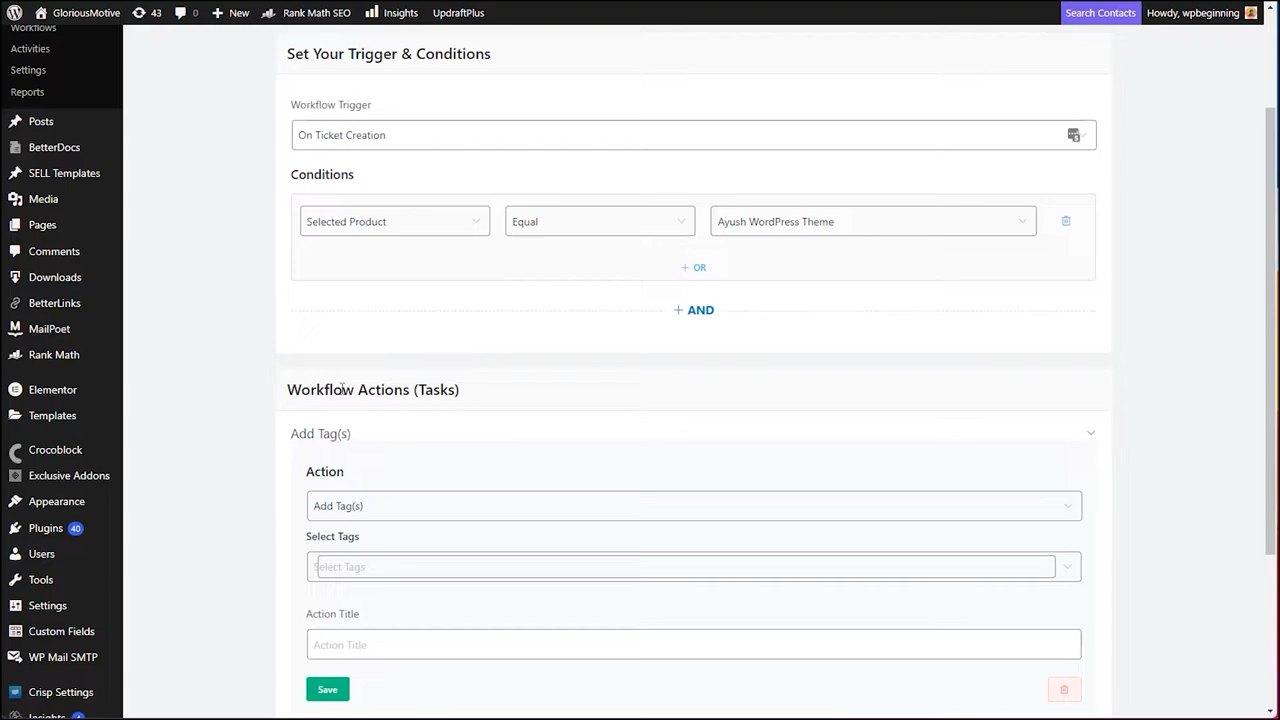 GloriousMotive 43 0 New Rank Math SEO Insights UpdraftPlus Search Contacts Howdy, wpbeginning
Workflows
Activities
Settings
Reports
Posts
BetterDocs
SELL Templates
Media
Pages
Comments
Downloads
BetterLinks
MailPoet
Rank Math
Elementor
Templates
Crocoblock
Exclusive Addons
Appearance
Plugins 40
Users
Tools
Settings
Custom Fields
WP Mail SMTP
Crisp Settings
Insights
Set Your Trigger & Conditions
Workflow Trigger
On Ticket Creation
Conditions
Selected Product Equal Ayush WordPress Theme
+ OR
+ AND
Workflow Actions (Tasks)
Add Tag(s)
Action
Add Tag(s)
Select Tags
Select Tags
Action Title
Action Title
Save